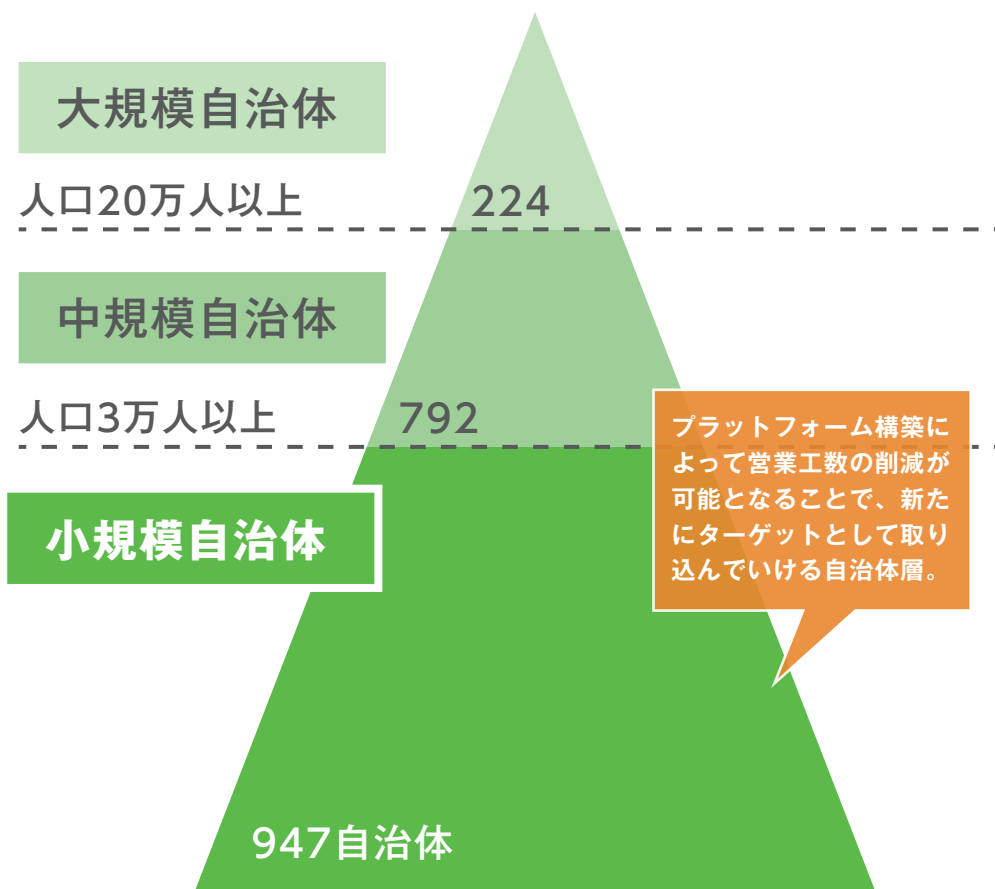 大規模自治体
人口20万人以上
224
中規模自治体
人口3万人以上
792
プラットフォーム構築に
よって営業工数の削減が
可能となることで、新た
にターゲットとして取り
込んでいける自治体層。
小規模自治体
947自治体